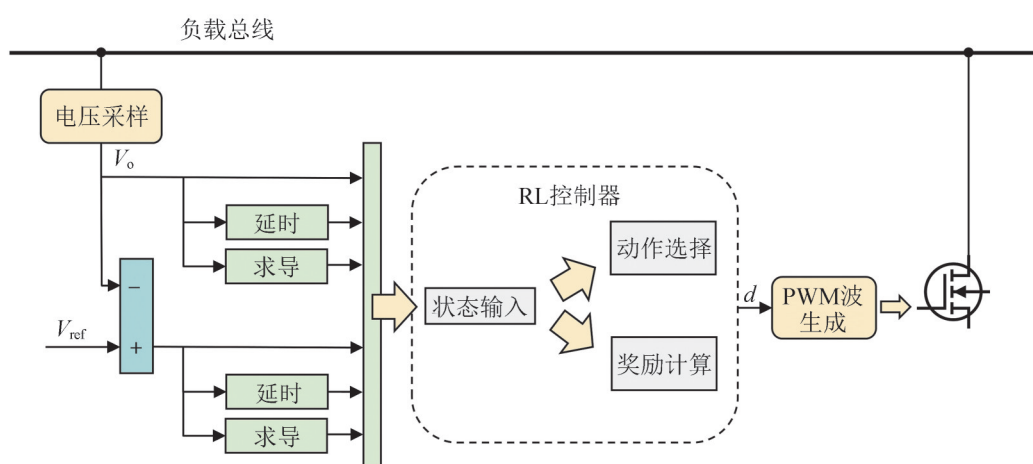 负载总线
电压采样
V_o
延时
求导
−
V_ref
+
延时
求导
RL控制器
状态输入
动作选择
奖励计算
d
PWM波
生成